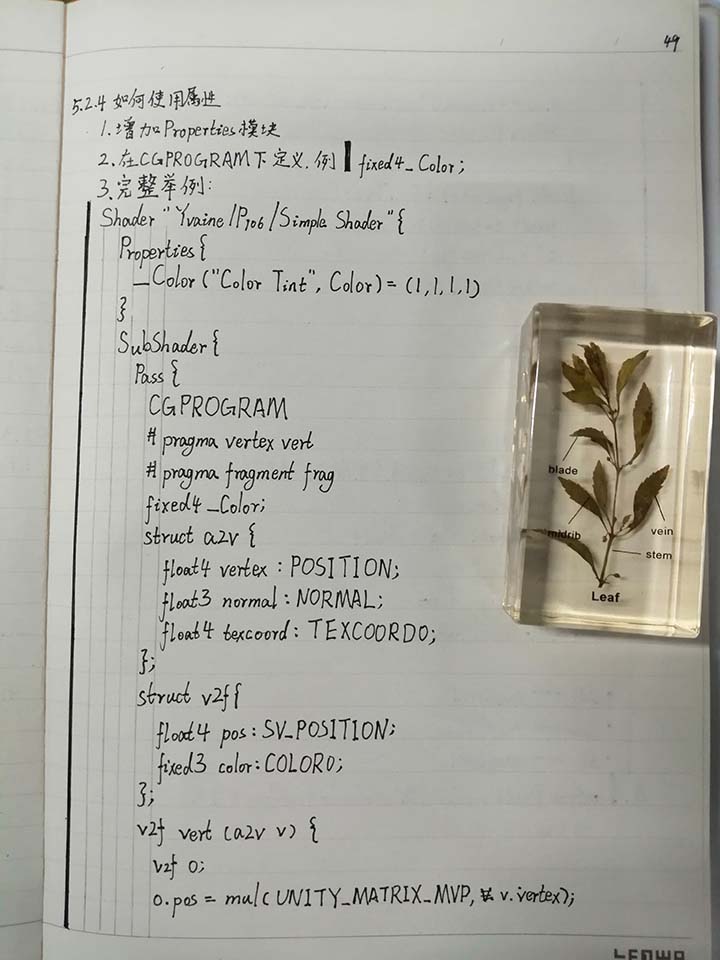 49
5.2.4 如何使用属性
1.增加Properties模块
2.在CGPROGRAM下定义.例 fixed4_Color;
3.完整举例:
Shader "Yvaine/P106/Simple Shader"{
Properties{
_Color("Color Tint", Color) = (1,1,1,1)
}
SubShader{
Pass{
CGPROGRAM
# pragma vertex vert
# pragma fragment frag
fixed4 _Color;
struct a2v {
float4 vertex : POSITION;
float3 normal : NORMAL;
float4 texcoord : TEXCOORD0;
};
struct v2f{
float4 pos : SV_POSITION;
fixed3 color : COLOR0;
};
v2f vert (a2v v) {
v2f o;
o.pos = mul( UNITY_MATRIX_MVP, v.vertex);
blade
midrib
vein
stem
Leaf